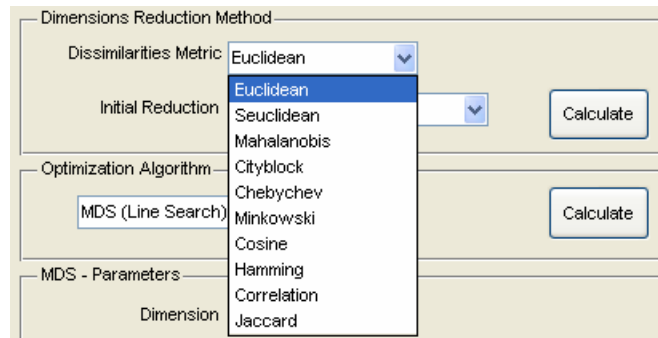 Dimensions Reduction Method
Dissimilarities Metric Euclidean
Euclidean
Initial Reduction Seuclidean Calculate
Mahalanobis
Optimization Algorithm Cityblock
Chebychev
MDS (Line Search) Minkowski Calculate
Cosine
MDS - Parameters Hamming
Correlation
Dimension Jaccard